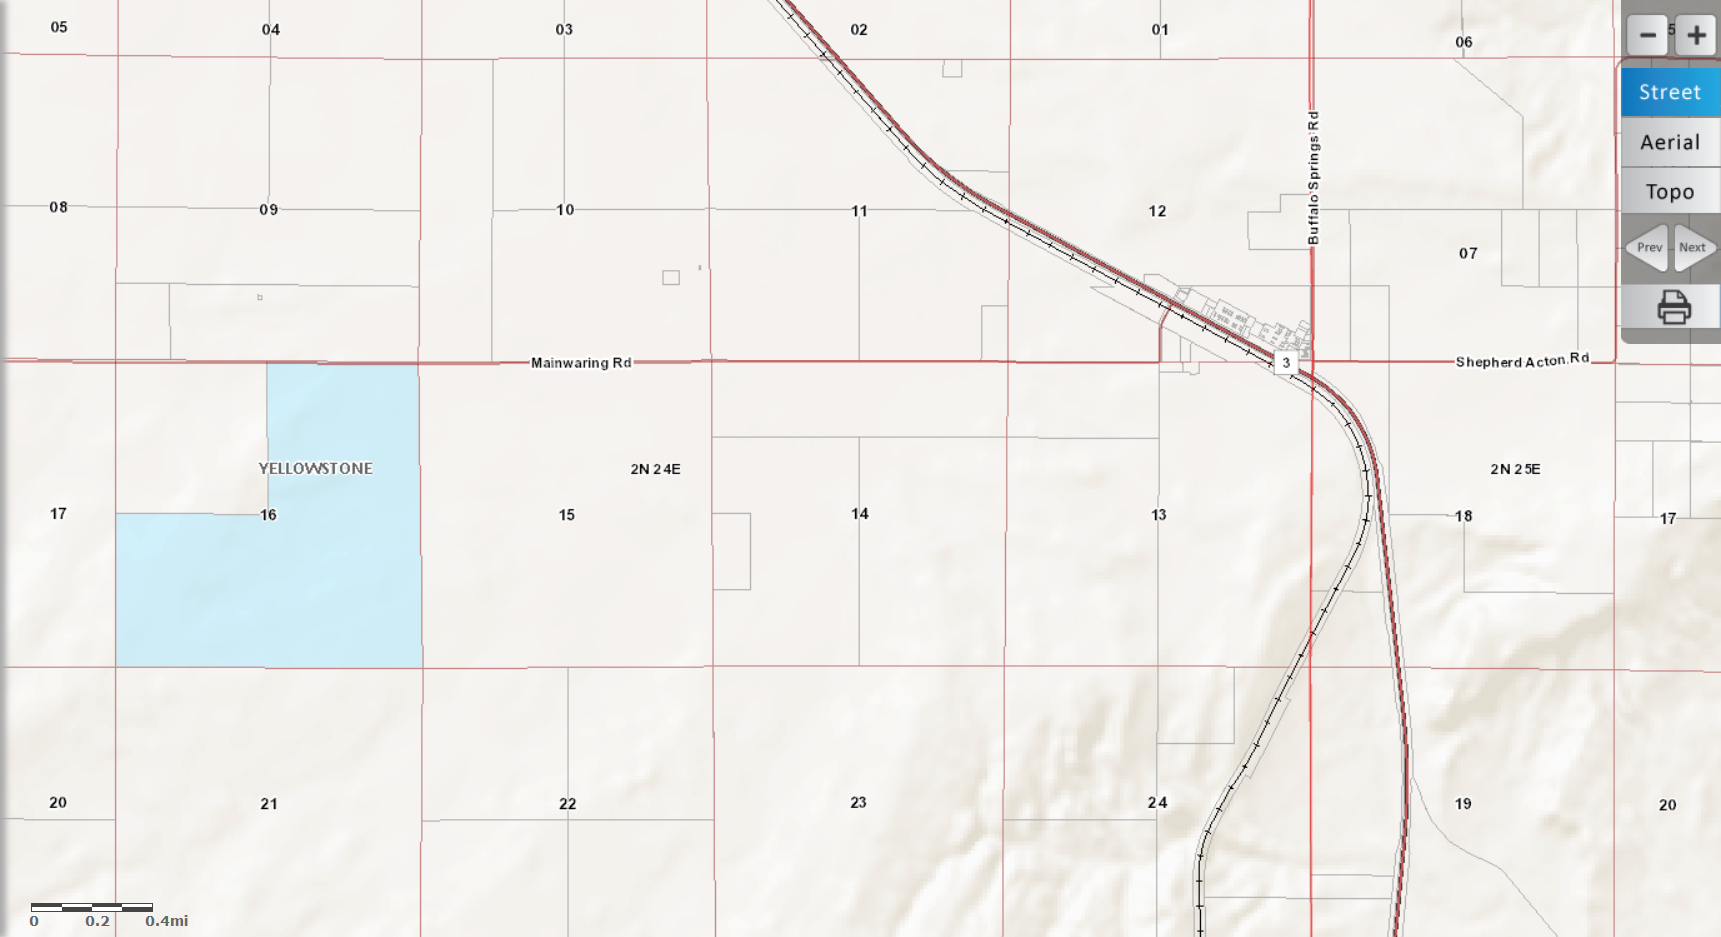 05
04
03
02
01
06
5
− +
Street
Aerial
Topo
Prev Next
Buffalo Springs Rd
08
09
10
11
12
07
Mainwaring Rd
3
Shepherd Acton Rd
YELLOWSTONE
2N 24E
2N 25E
17
16
15
14
13
18
17
20
21
22
23
24
19
20
0 0.2 0.4mi